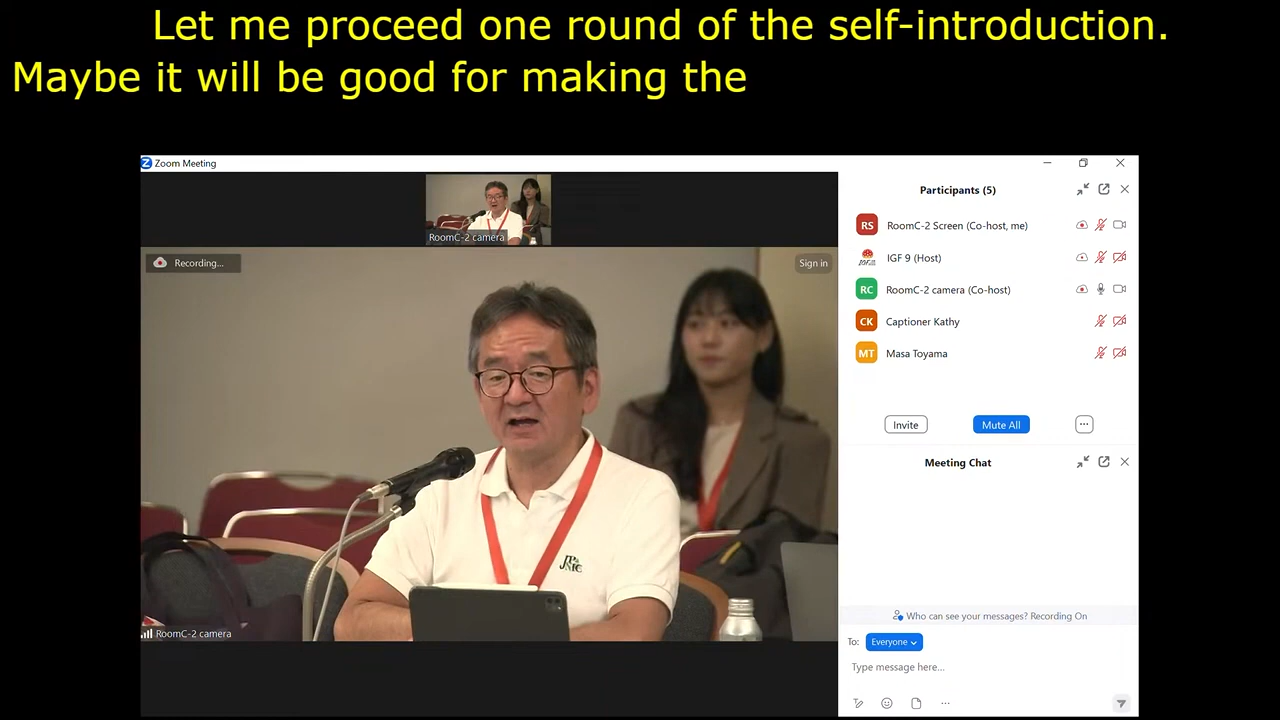 Let me proceed one round of the self-introduction.
Maybe it will be good for making the
Zoom Meeting
RoomC-2 camera
Recording...
Sign in
RoomC-2 camera
Participants (5)
RS RoomC-2 Screen (Co-host, me)
IGF 9 (Host)
RC RoomC-2 camera (Co-host)
CK Captioner Kathy
MT Masa Toyama
Invite
Mute All
Meeting Chat
Who can see your messages? Recording On
To: Everyone
Type message here...